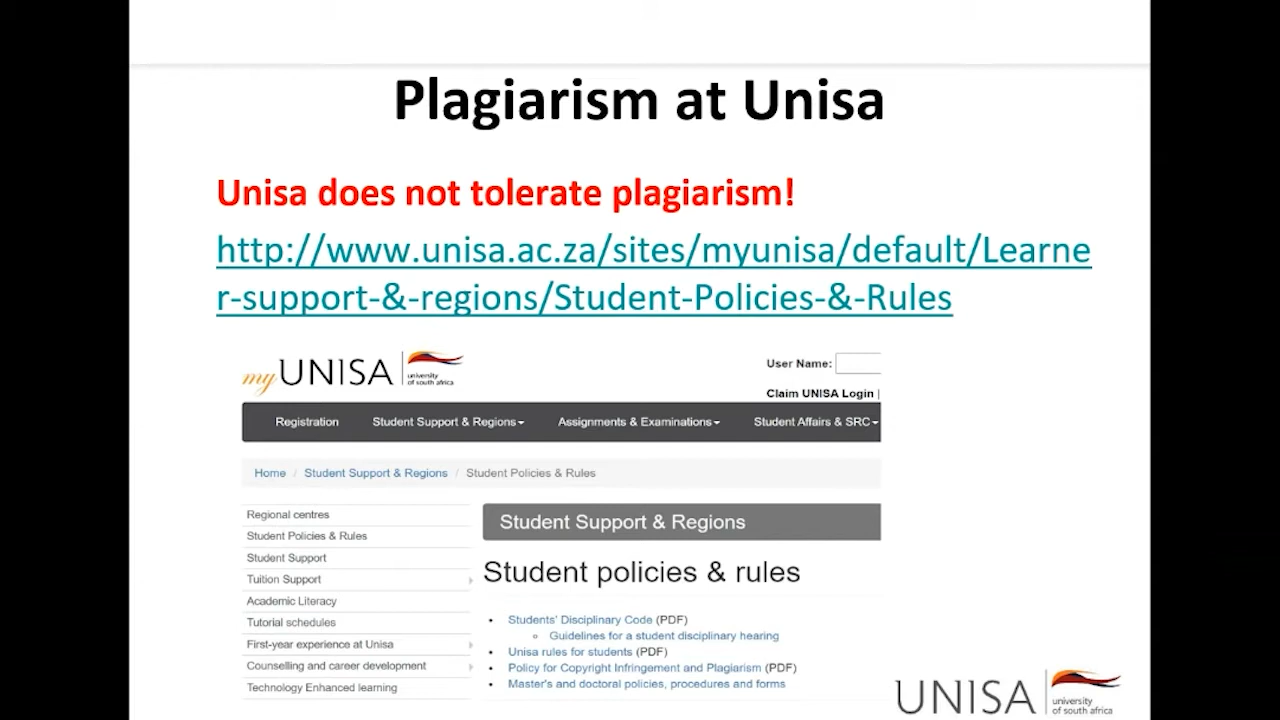 Plagiarism at Unisa
Unisa does not tolerate plagiarism!
http://www.unisa.ac.za/sites/myunisa/default/Learne
r-support-&-regions/Student-Policies-&-Rules
my UNISA | university of south africa
User Name:
Claim UNISA Login |
Registration Student Support & Regions Assignments & Examinations Student Affairs & SRC
Home / Student Support & Regions / Student Policies & Rules
Regional centres
Student Policies & Rules
Student Support
Tuition Support
Academic Literacy
Tutorial schedules
First-year experience at Unisa
Counselling and career development
Technology Enhanced learning
Student Support & Regions
Student policies & rules
• Students' Disciplinary Code (PDF)
◦ Guidelines for a student disciplinary hearing
• Unisa rules for students (PDF)
• Policy for Copyright Infringement and Plagiarism (PDF)
• Master's and doctoral policies, procedures and forms
UNISA | university of south africa